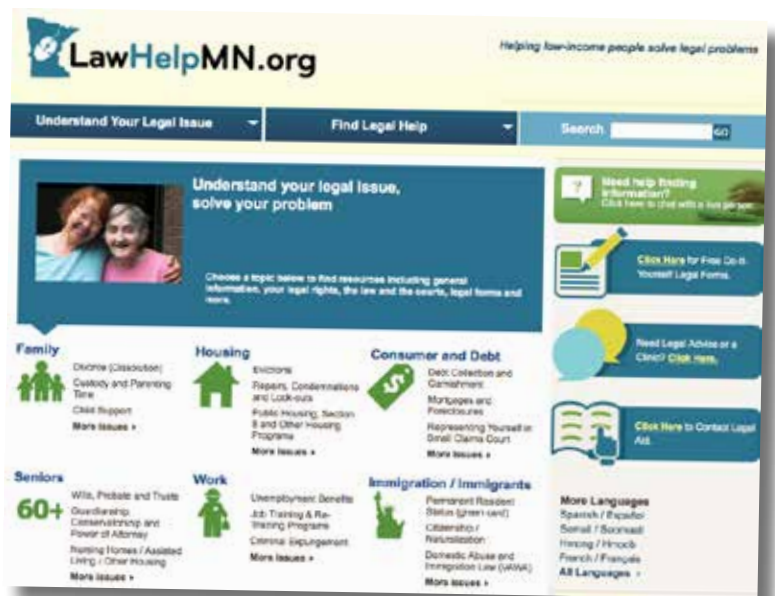 LawHelpMN.org
Helping low-income people solve legal problems
Understand Your Legal Issue
Find Legal Help
Search
GO
Understand your legal issue,
solve your problem
Choose a topic below to find resources including general
information, your legal rights, the law and the courts, legal forms and
more.
Need help finding
information?
Click here to chat with a live person.
Click Here for Free Do-It-
Yourself Legal Forms.
Need Legal Advice or a
Clinic? Click Here.
Click Here to Contact Legal
Aid.
Family
Divorce (Dissolution)
Custody and Parenting
Time
Child Support
More Issues »
Housing
Evictions
Repairs, Condemnations
and Lock-outs
Public Housing, Section
8 and Other Housing
Programs
More Issues »
Consumer and Debt
Debt Collection and
Garnishment
Mortgages and
Foreclosures
Representing Yourself in
Small Claims Court
More Issues »
Seniors
60+
Wills, Probate and Trusts
Guardianship,
Conservatorship and
Power of Attorney
Nursing Homes / Assisted
Living / Other Housing
More Issues »
Work
Unemployment Benefits
Job Training & Re-
Training Programs
Criminal Expungement
More Issues »
Immigration / Immigrants
Permanent Resident
Status (green card)
Citizenship /
Naturalization
Domestic Abuse and
Immigration Law (VAWA)
More Issues »
More Languages
Spanish / Español
Somali / Soomaali
Hmong / Hmoob
French / Français
All Languages